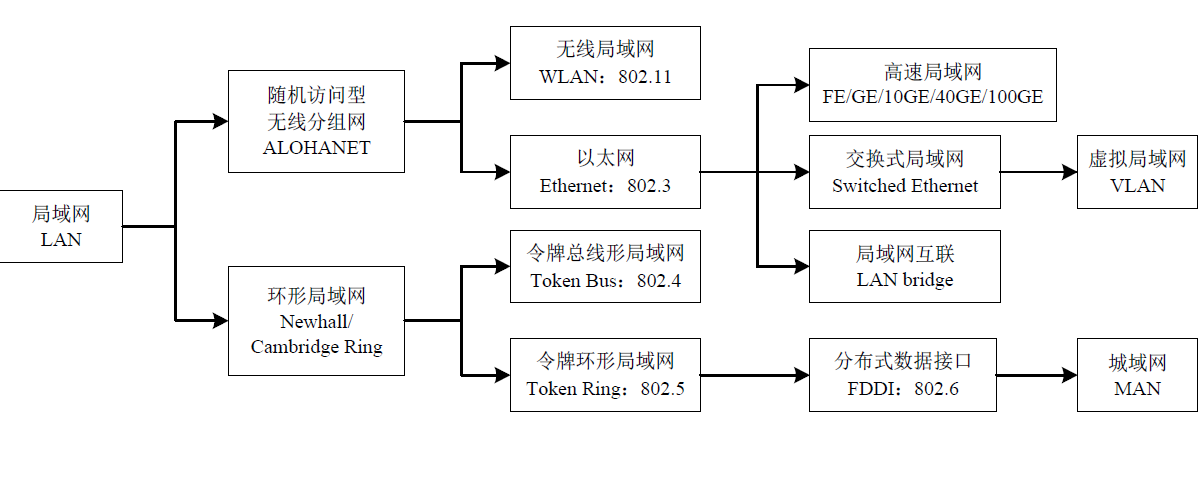 局域网
LAN
随机访问型
无线分组网
ALOHANET
环形局域网
Newhall/
Cambridge Ring
无线局域网
WLAN：802.11
以太网
Ethernet：802.3
令牌总线形局域网
Token Bus：802.4
令牌环形局域网
Token Ring：802.5
高速局域网
FE/GE/10GE/40GE/100GE
交换式局域网
Switched Ethernet
局域网互联
LAN bridge
分布式数据接口
FDDI：802.6
虚拟局域网
VLAN
城域网
MAN